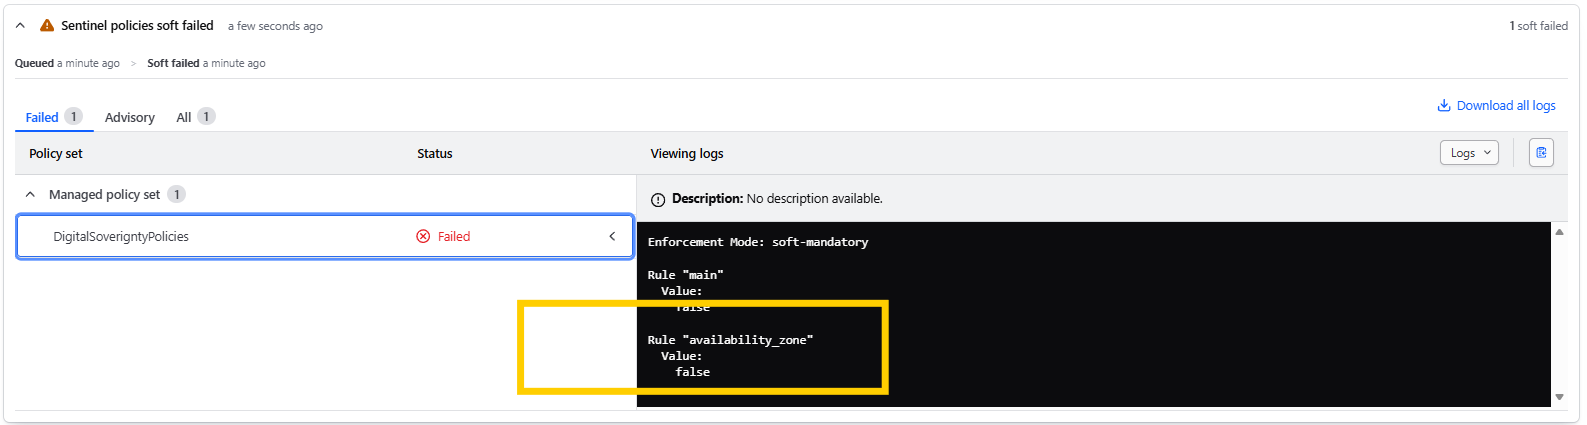 Sentinel policies soft failed a few seconds ago 1 soft failed
Queued a minute ago > Soft failed a minute ago
Failed 1 Advisory All 1 Download all logs
Policy set Status Viewing logs Logs
Managed policy set 1
Description: No description available.
DigitalSoverigntyPolicies Failed
Enforcement Mode: soft-mandatory
Rule "main"
Value:
false
Rule "availability_zone"
Value:
false